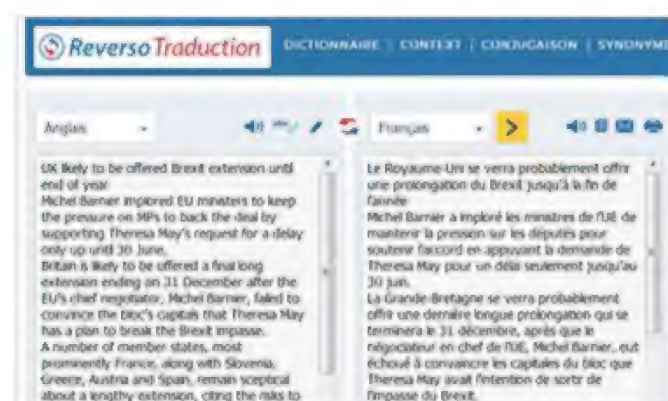 Reverso Traduction
DICTIONNAIRE | CONTEXT | CONJUGAISON | SYNONYME
Anglais
Français
UK likely to be offered Brexit extension until
end of year
Michel Barnier implored EU ministers to keep
the pressure on MPs to back the deal by
supporting Theresa May's request for a delay
only up until 30 June.
Britain is likely to be offered a final long
extension ending on 31 December after the
EU's chief negotiator, Michel Barnier, failed to
convince the bloc's capitals that Theresa May
has a plan to break the Brexit impasse.
A number of member states, most
prominently France, along with Slovenia,
Greece, Austria and Spain, remain sceptical
about a lengthy extension, citing the risks to
Le Royaume-Uni se verra probablement offrir
une prolongation du Brexit jusqu'à la fin de
l'année
Michel Barnier a imploré les ministres de l'UE de
maintenir la pression sur les députés pour
soutenir l'accord en appuyant la demande de
Theresa May pour un délai seulement jusqu'au
30 juin.
La Grande-Bretagne se verra probablement
offrir une dernière longue prolongation qui se
terminera le 31 décembre, après que le
négociateur en chef de l'UE, Michel Barnier, eut
échoué à convaincre les capitales du bloc que
Theresa May avait l'intention de sortir de
l'impasse du Brexit.